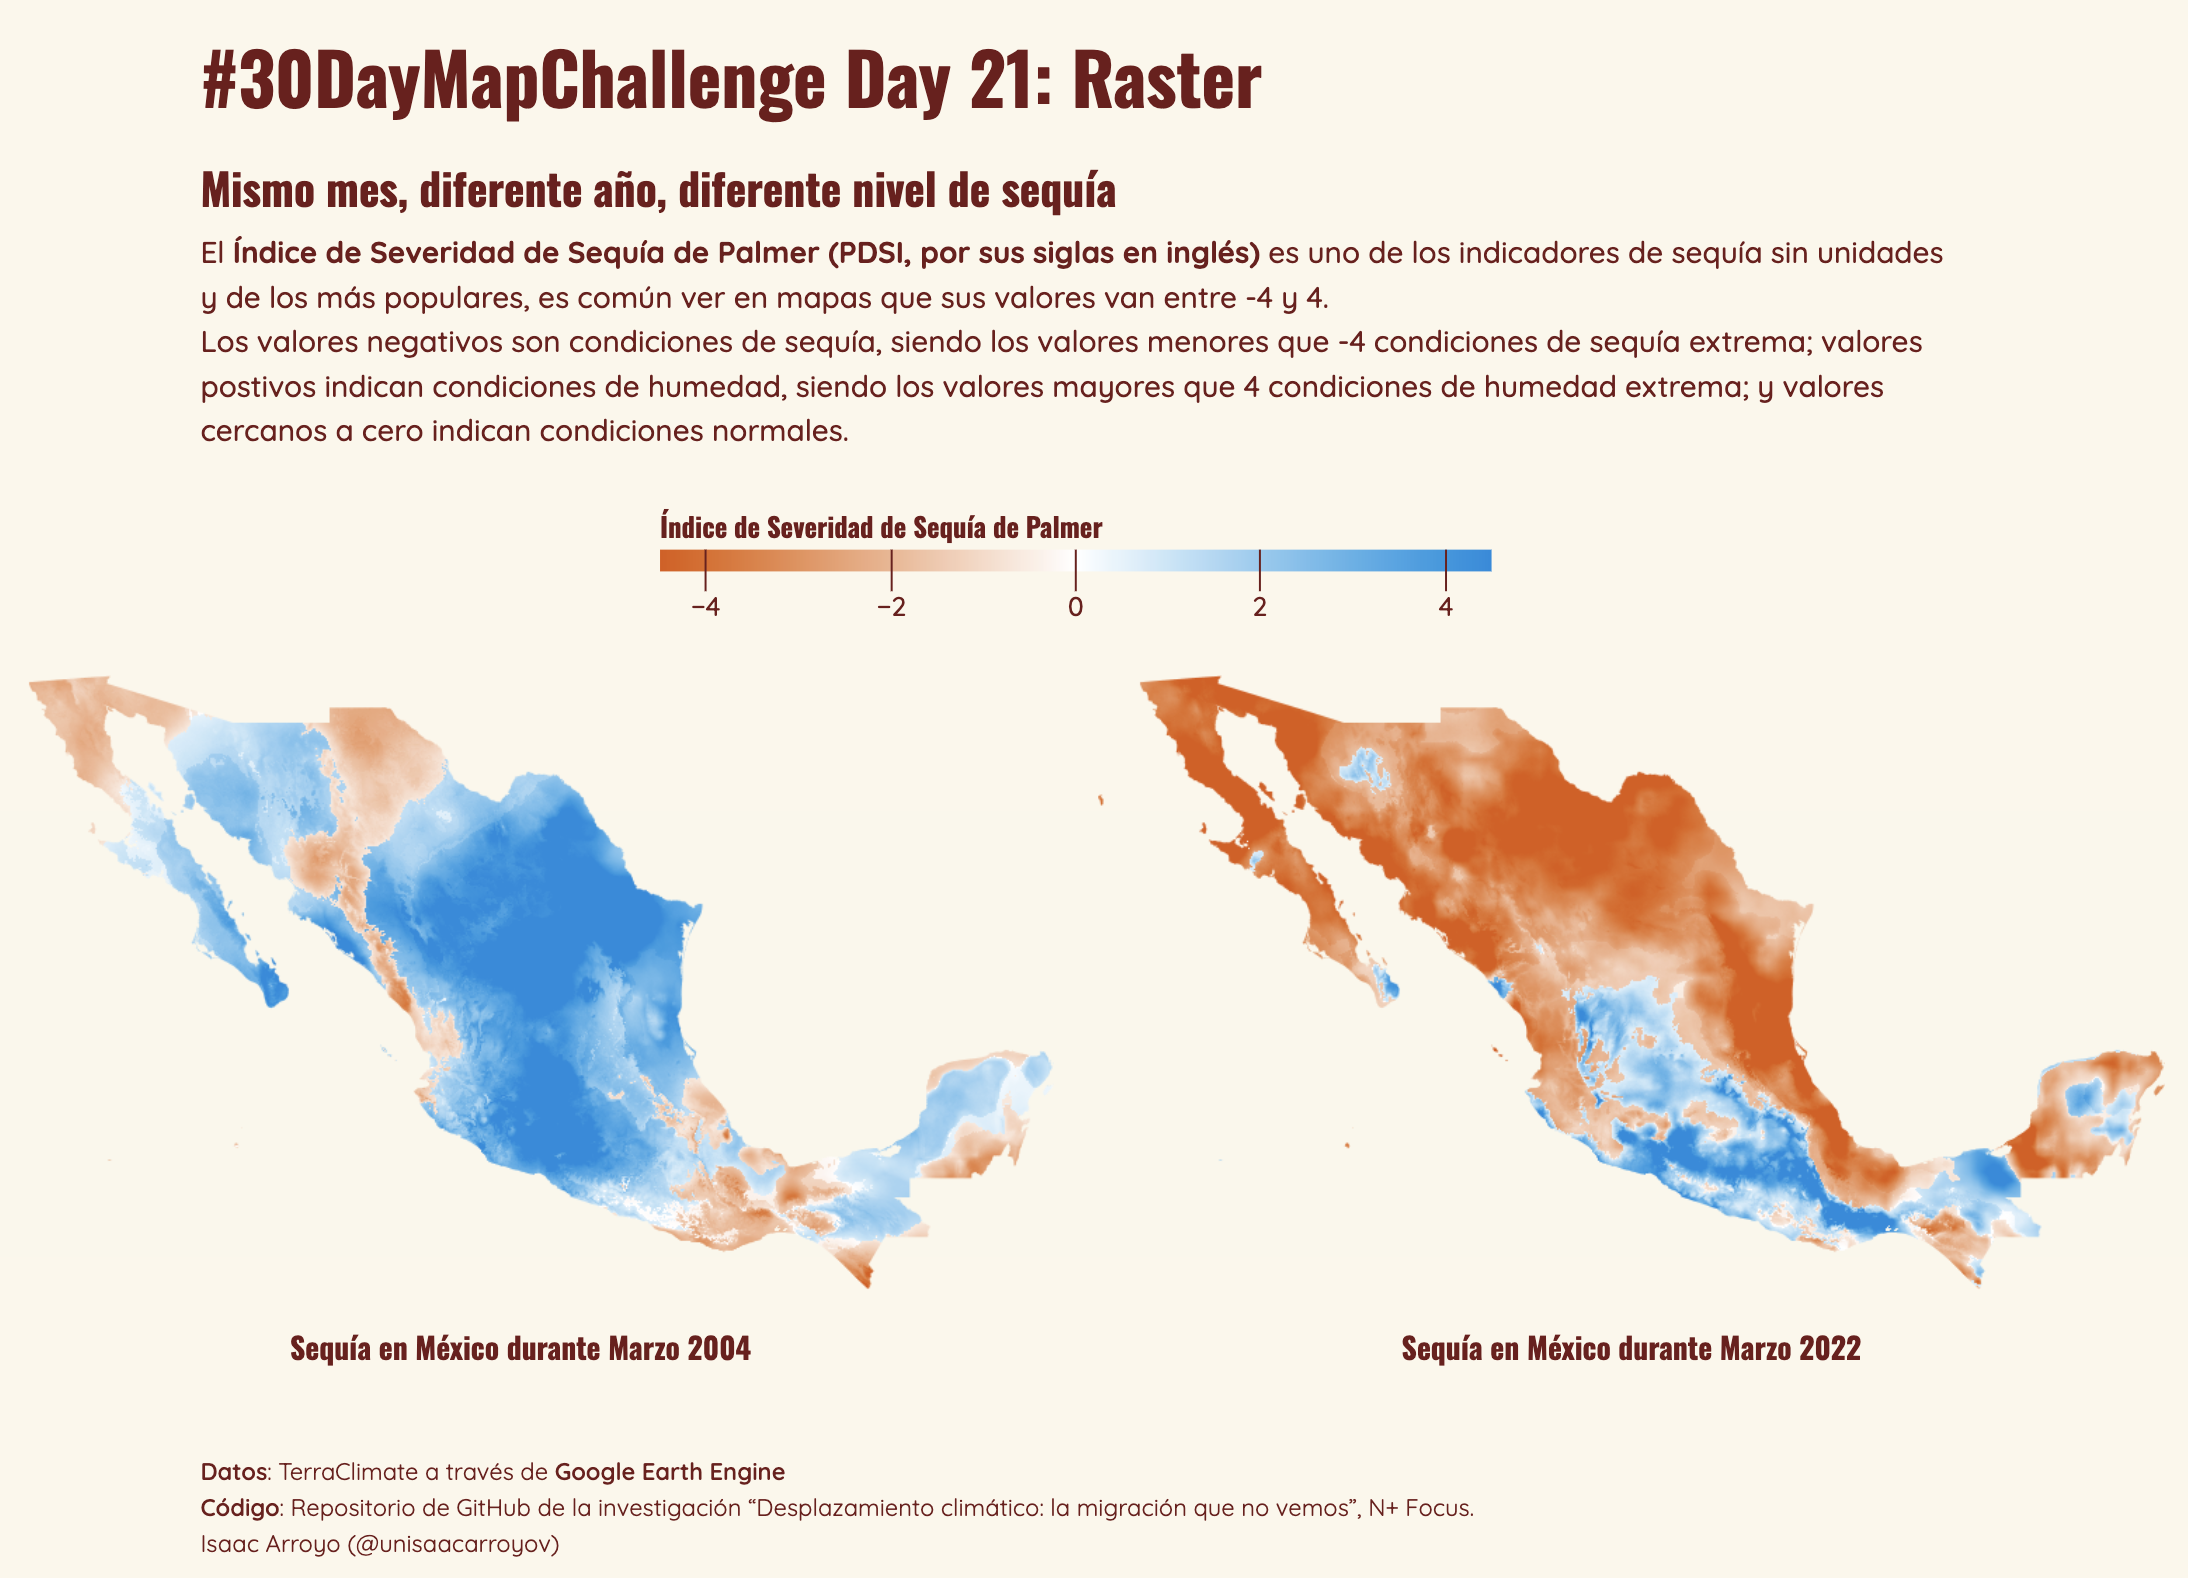 #30DayMapChallenge Day 21: Raster
Mismo mes, diferente año, diferente nivel de sequía
El Índice de Severidad de Sequía de Palmer (PDSI, por sus siglas en inglés) es uno de los indicadores de sequía sin unidades
y de los más populares, es común ver en mapas que sus valores van entre -4 y 4.
Los valores negativos son condiciones de sequía, siendo los valores menores que -4 condiciones de sequía extrema; valores
postivos indican condiciones de humedad, siendo los valores mayores que 4 condiciones de humedad extrema; y valores
cercanos a cero indican condiciones normales.
Índice de Severidad de Sequía de Palmer
−4 −2 0 2 4
Sequía en México durante Marzo 2004
Sequía en México durante Marzo 2022
Datos: TerraClimate a través de Google Earth Engine
Código: Repositorio de GitHub de la investigación “Desplazamiento climático: la migración que no vemos”, N+ Focus.
Isaac Arroyo (@unisaacarroyov)